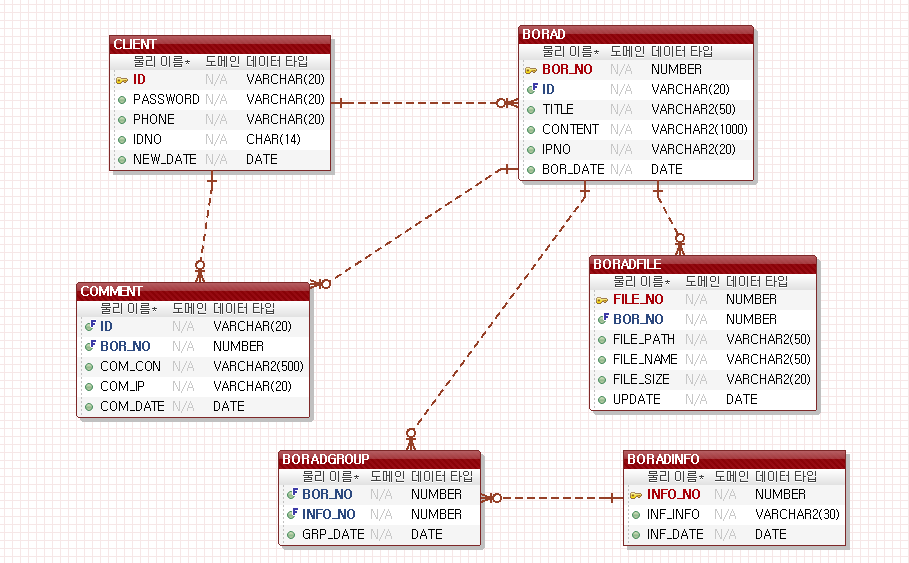 CLIENT
물리 이름* 도메인 데이터 타입
ID N/A VARCHAR(20)
PASSWORD N/A VARCHAR(20)
PHONE N/A VARCHAR(20)
IDNO N/A CHAR(14)
NEW_DATE N/A DATE
BORAD
물리 이름* 도메인 데이터 타입
BOR_NO N/A NUMBER
ID N/A VARCHAR(20)
TITLE N/A VARCHAR2(50)
CONTENT N/A VARCHAR2(1000)
IPNO N/A VARCHAR2(20)
BOR_DATE N/A DATE
BORADFILE
물리 이름* 도메인 데이터 타입
FILE_NO N/A NUMBER
BOR_NO N/A NUMBER
FILE_PATH N/A VARCHAR2(50)
FILE_NAME N/A VARCHAR2(50)
FILE_SIZE N/A VARCHAR2(20)
UPDATE N/A DATE
COMMENT
물리 이름* 도메인 데이터 타입
ID N/A VARCHAR(20)
BOR_NO N/A NUMBER
COM_CON N/A VARCHAR2(500)
COM_IP N/A VARCHAR(20)
COM_DATE N/A DATE
BORADGROUP
물리 이름* 도메인 데이터 타입
BOR_NO N/A NUMBER
INFO_NO N/A NUMBER
GRP_DATE N/A DATE
BORADINFO
물리 이름* 도메인 데이터 타입
INFO_NO N/A NUMBER
INF_INFO N/A VARCHAR2(30)
INF_DATE N/A DATE